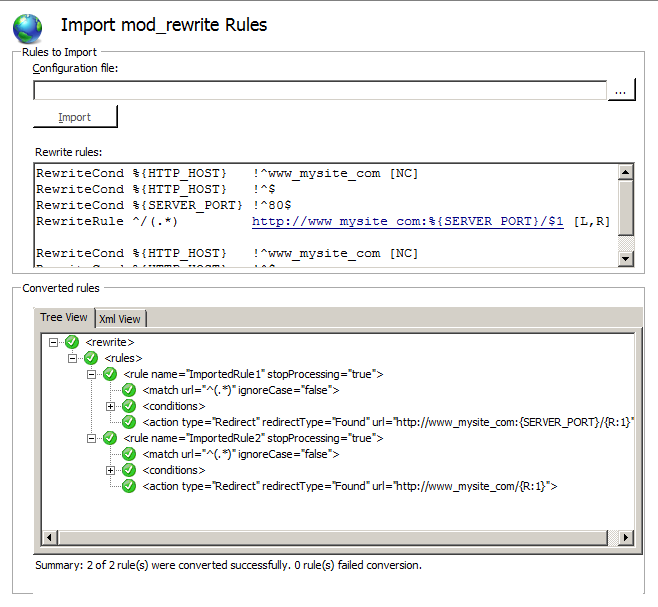 Import mod_rewrite Rules
Rules to Import
Configuration file:
...
Import
Rewrite rules:
RewriteCond %{HTTP_HOST} !^www_mysite_com [NC]
RewriteCond %{HTTP_HOST} !^$
RewriteCond %{SERVER_PORT} !^80$
RewriteRule ^/(.*) http://www_mysite_com:%{SERVER_PORT}/$1 [L,R]
RewriteCond %{HTTP_HOST} !^www_mysite_com [NC]
RewriteCond %{HTTP_HOST} !^$
Converted rules
Tree View Xml View
<rewrite>
<rules>
<rule name="ImportedRule1" stopProcessing="true">
<match url="^(.*)" ignoreCase="false">
<conditions>
<action type="Redirect" redirectType="Found" url="http://www_mysite_com:{SERVER_PORT}/{R:1}"
<rule name="ImportedRule2" stopProcessing="true">
<match url="^(.*)" ignoreCase="false">
<conditions>
<action type="Redirect" redirectType="Found" url="http://www_mysite_com/{R:1}">
Summary: 2 of 2 rule(s) were converted successfully. 0 rule(s) failed conversion.